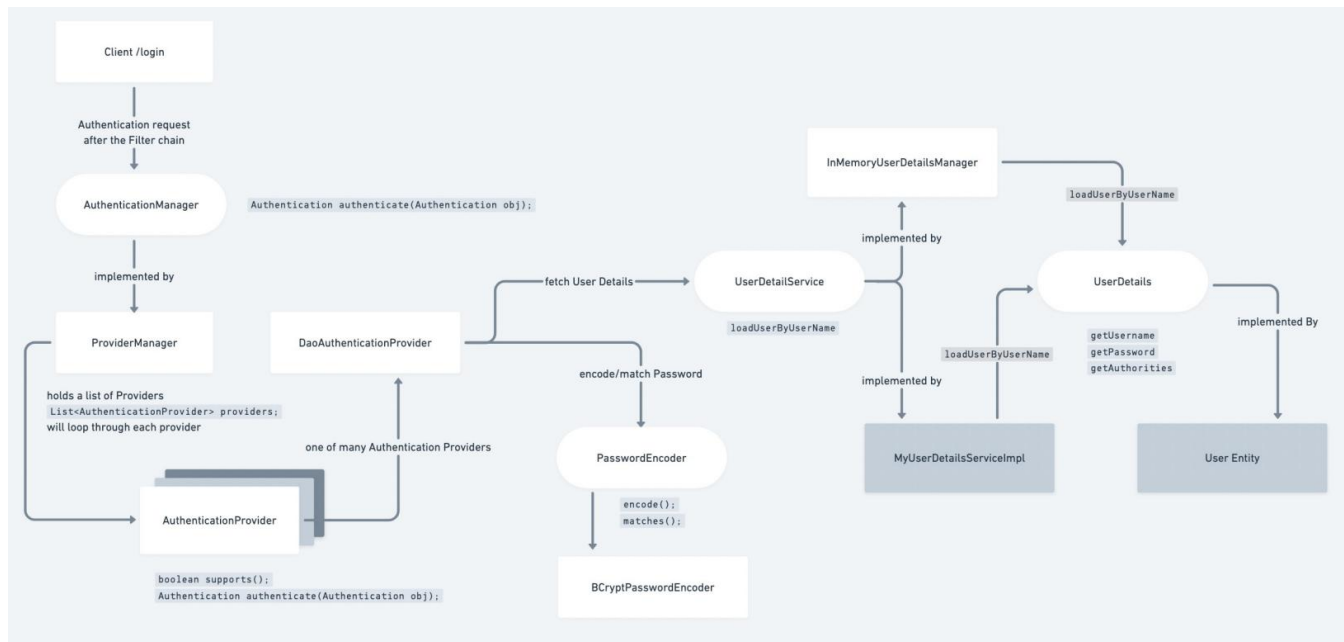 Client /login
Authentication request
after the Filter chain
AuthenticationManager
Authentication authenticate(Authentication obj);
implemented by
ProviderManager
holds a list of Providers
List<AuthenticationProvider> providers;
will loop through each provider
AuthenticationProvider
boolean supports();
Authentication authenticate(Authentication obj);
one of many Authentication Providers
DaoAuthenticationProvider
fetch User Details
encode/match Password
PasswordEncoder
encode();
matches();
BCryptPasswordEncoder
UserDetailService
loadUserByUserName
implemented by
InMemoryUserDetailsManager
loadUserByUserName
implemented by
MyUserDetailsServiceImpl
loadUserByUserName
UserDetails
getUsername
getPassword
getAuthorities
implemented By
User Entity